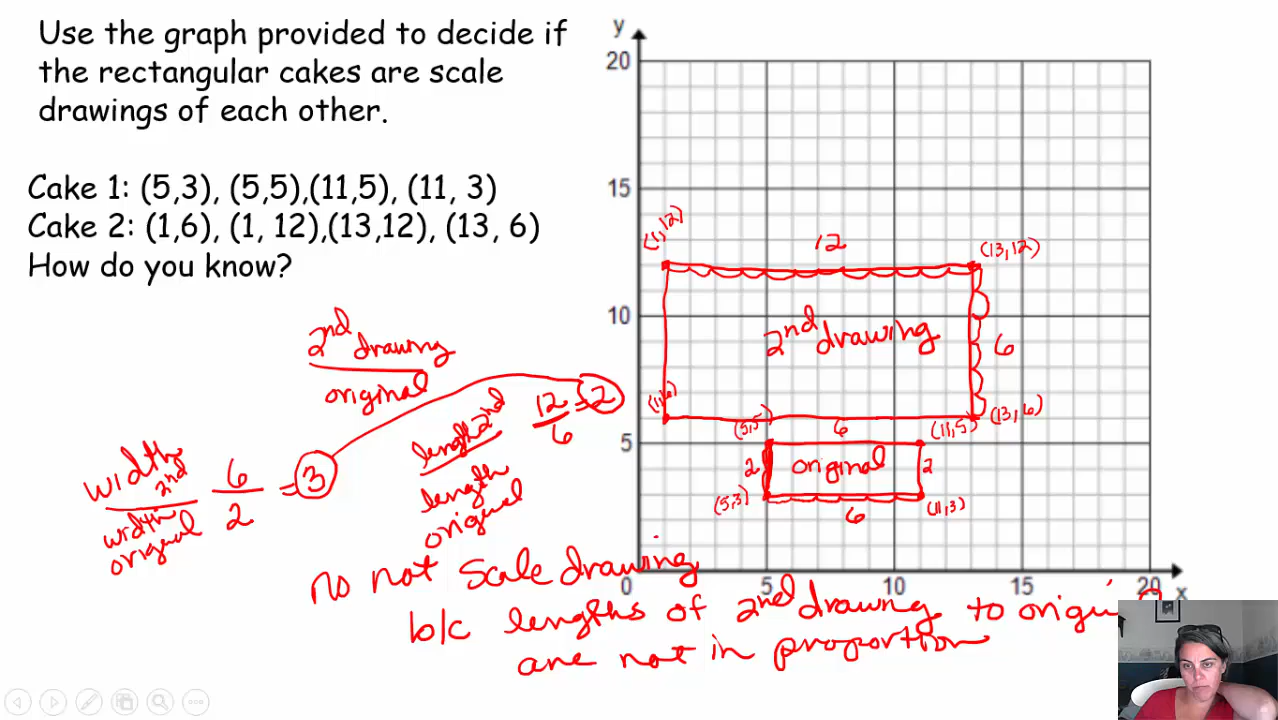 Use the graph provided to decide if
the rectangular cakes are scale
drawings of each other.
Cake 1: (5,3), (5,5),(11,5), (11, 3)
Cake 2: (1,6), (1, 12),(13,12), (13, 6)
How do you know?
2nd drawing
original
width 2nd
width original
6
2
= 3
length 2nd
length original
12
6
= 2
y
20
15
10
5
0
5
10
15
20
x
(1,12)
12
(13,12)
2nd drawing
6
(1,6)
(13,6)
(5,5)
6
(11,5)
2
original
2
(5,3)
6
(11,3)
No not scale drawing
b/c lengths of 2nd drawing to
are not in proportion